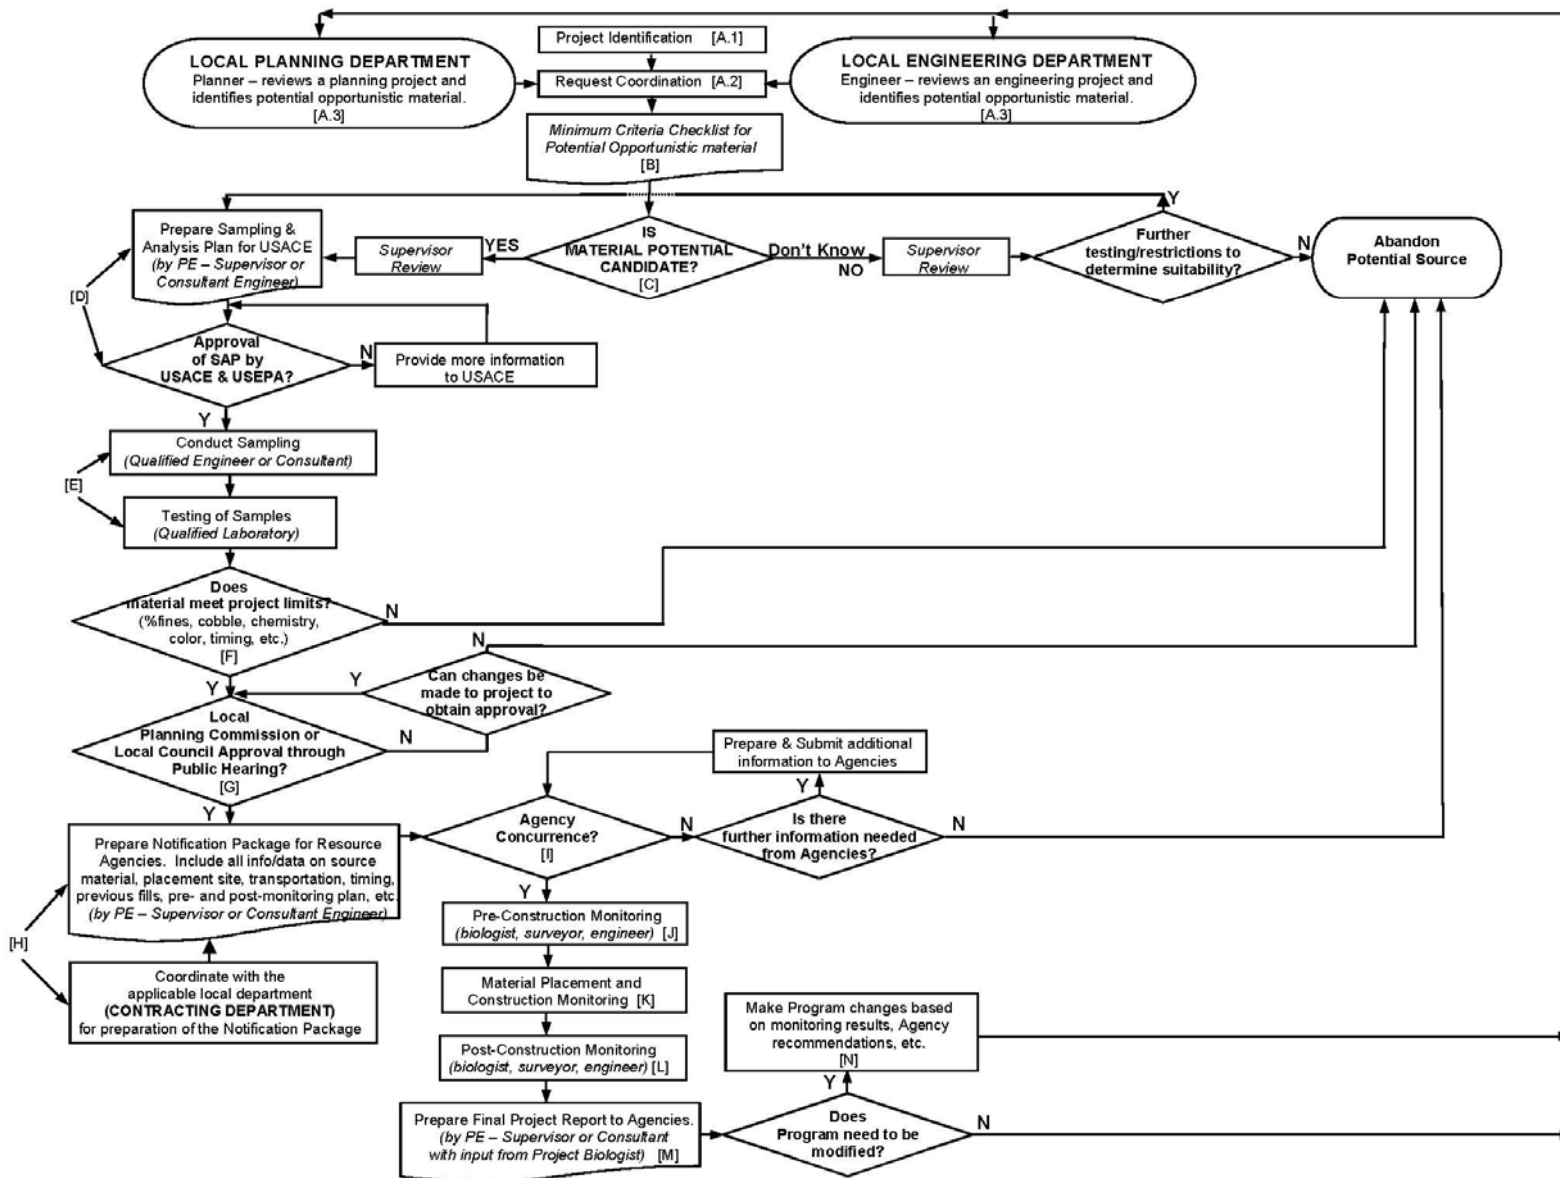 Project Identification [A.1]
LOCAL PLANNING DEPARTMENT
Planner – reviews a planning project and
identifies potential opportunistic material.
[A.3]
Request Coordination [A.2]
LOCAL ENGINEERING DEPARTMENT
Engineer – reviews an engineering project and
identifies potential opportunistic material.
[A.3]
Minimum Criteria Checklist for
Potential Opportunistic material
[B]
Prepare Sampling &
Analysis Plan for USACE
(by PE – Supervisor or
Consultant Engineer)
Supervisor
Review
YES
IS
MATERIAL POTENTIAL
CANDIDATE?
[C]
Don't Know
NO
Supervisor
Review
Y
Further
testing/restrictions to
determine suitability?
N
Abandon
Potential Source
[D]
Approval
of SAP by
USACE & USEPA?
N
Provide more information
to USACE
Y
Conduct Sampling
(Qualified Engineer or Consultant)
[E]
Testing of Samples
(Qualified Laboratory)
Does
material meet project limits?
(%fines, cobble, chemistry,
color, timing, etc.)
[F]
N
Y
N
Can changes be
made to project to
obtain approval?
Y
Local
Planning Commission or
Local Council Approval through
Public Hearing?
[G]
N
Y
Prepare & Submit additional
information to Agencies
Y
Prepare Notification Package for Resource
Agencies. Include all info/data on source
material, placement site, transportation, timing,
previous fills, pre- and post-monitoring plan, etc.
(by PE – Supervisor or Consultant Engineer)
Agency
Concurrence?
[I]
N
Is there
further information needed
from Agencies?
N
Y
[H]
Coordinate with the
applicable local department
(CONTRACTING DEPARTMENT)
for preparation of the Notification Package
Pre-Construction Monitoring
(biologist, surveyor, engineer) [J]
Material Placement and
Construction Monitoring [K]
Post-Construction Monitoring
(biologist, surveyor, engineer) [L]
Make Program changes based
on monitoring results, Agency
recommendations, etc.
[N]
Y
Prepare Final Project Report to Agencies.
(by PE – Supervisor or Consultant
with input from Project Biologist) [M]
Does
Program need to be
modified?
N